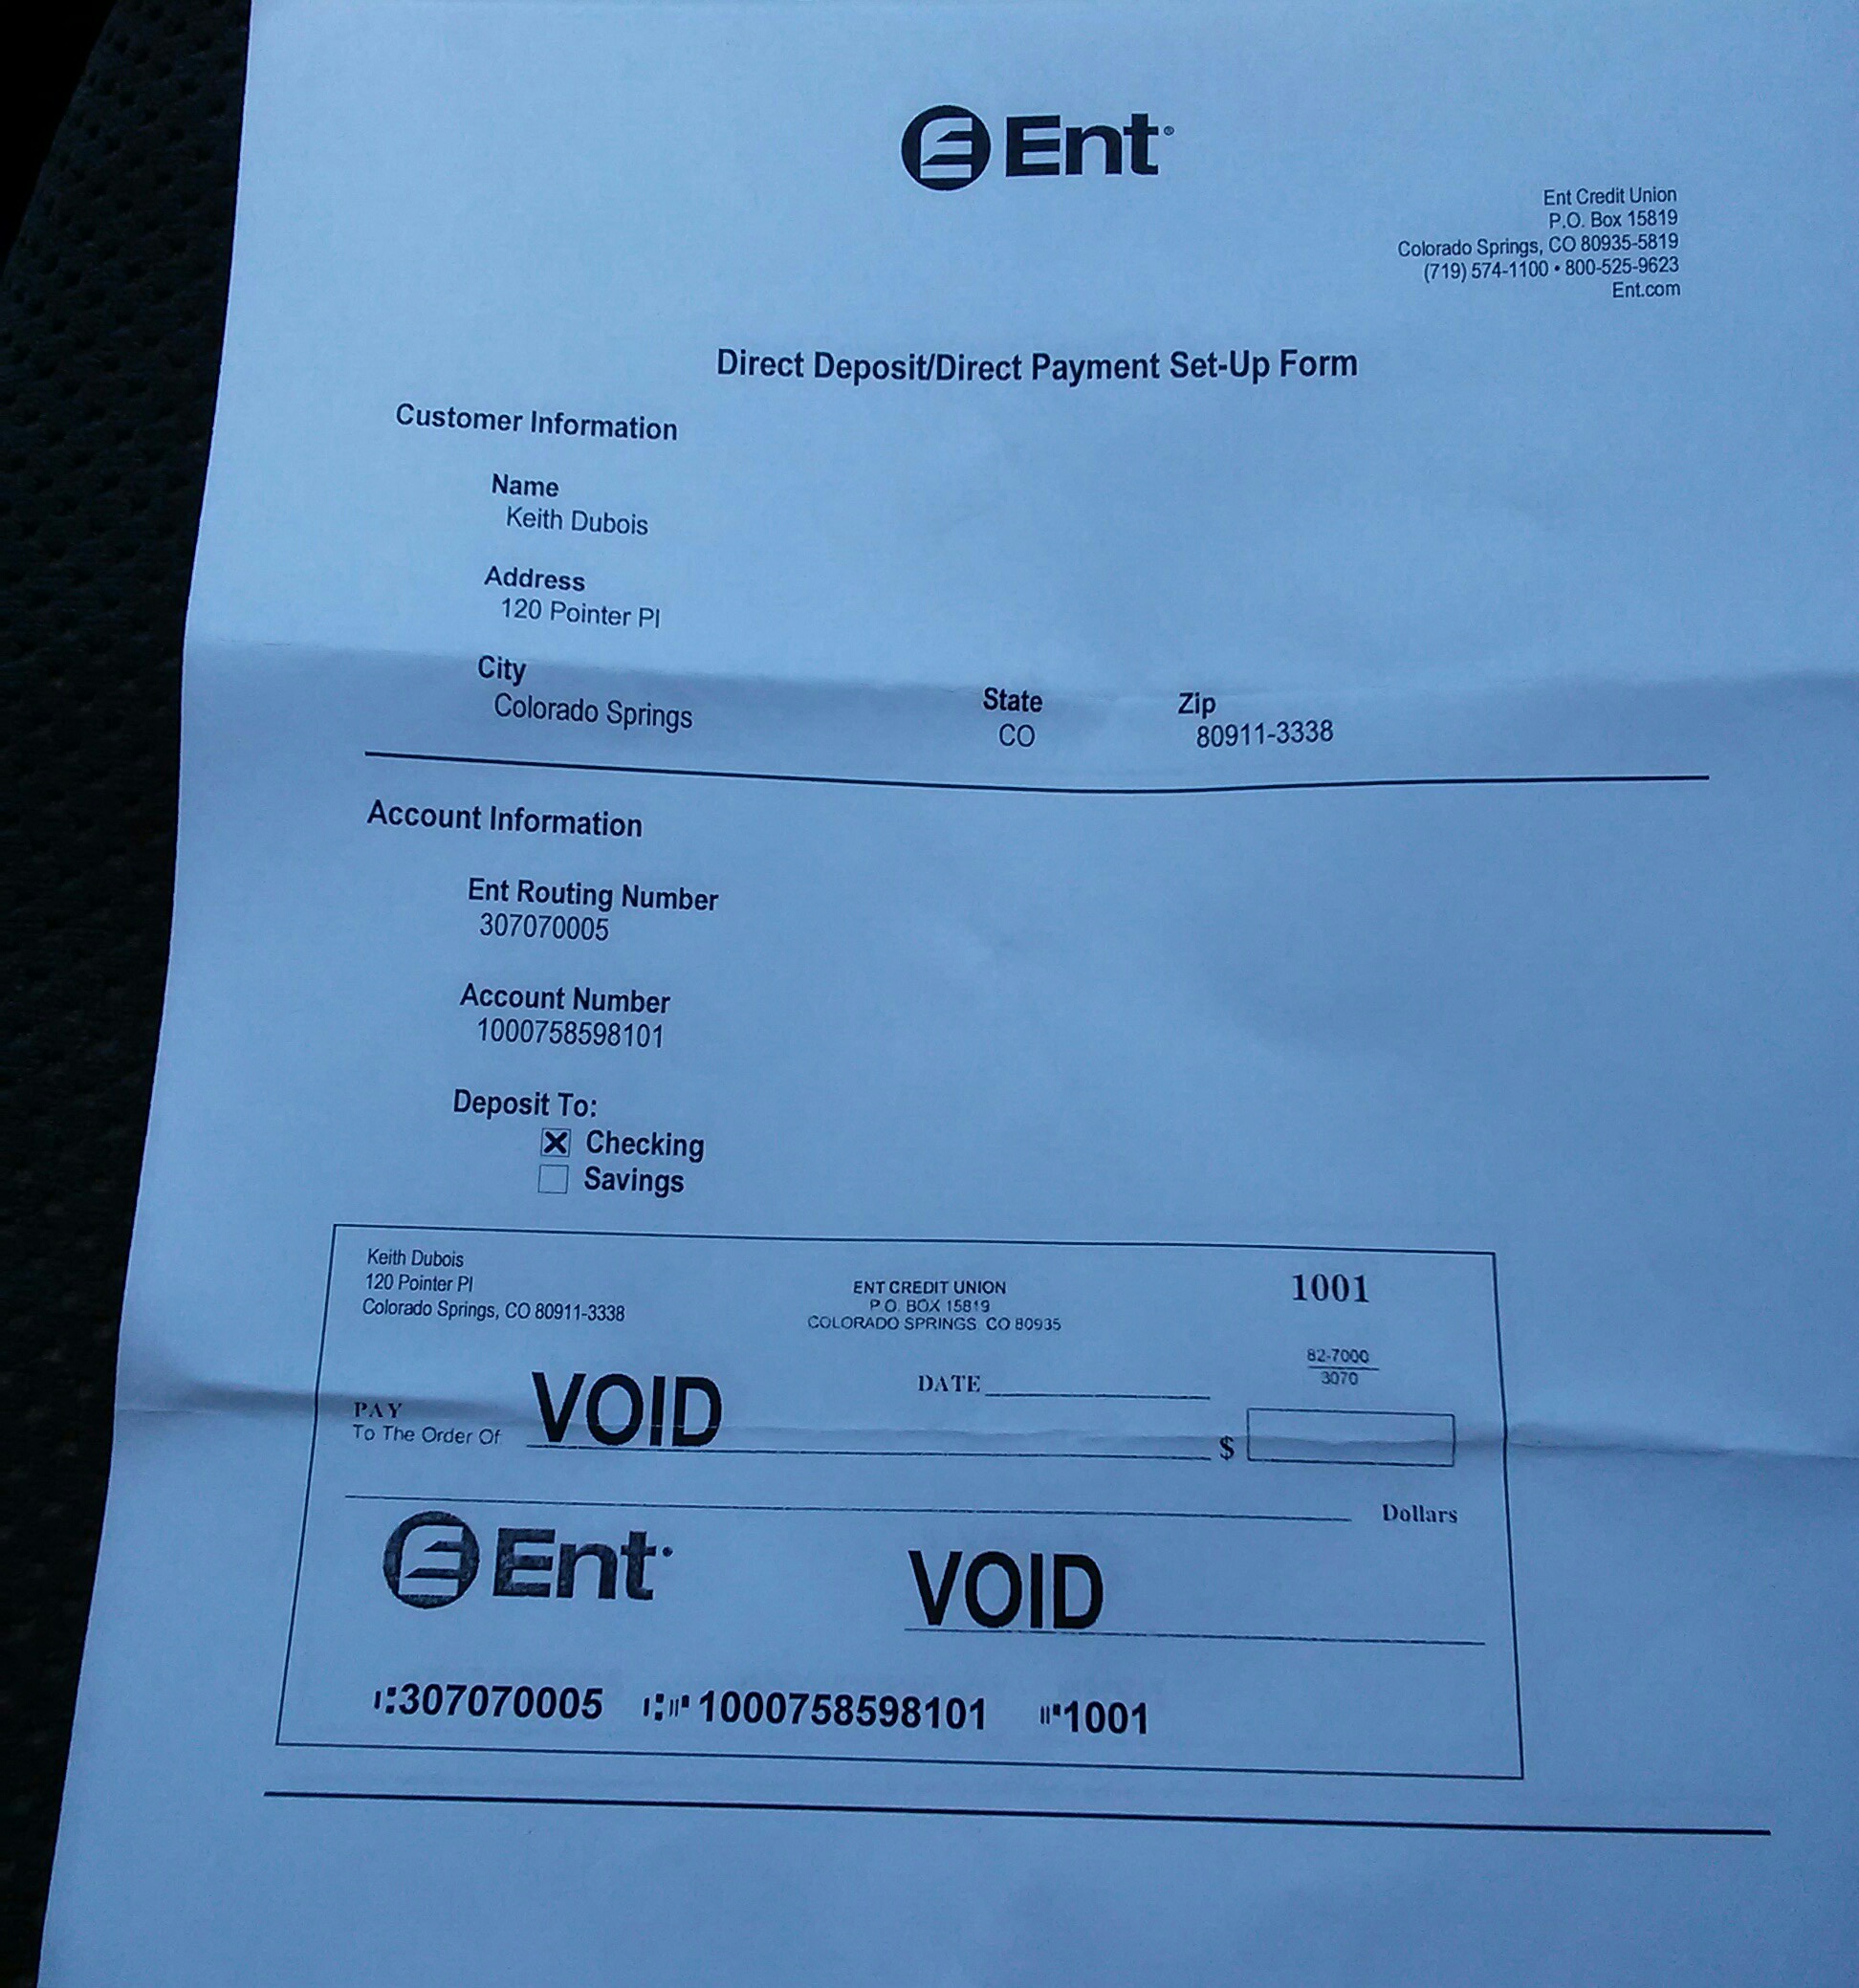 Ent®
Ent Credit Union
P.O. Box 15819
Colorado Springs, CO 80935-5819
(719) 574-1100 • 800-525-9623
Ent.com
Direct Deposit/Direct Payment Set-Up Form
Customer Information
Name
Keith Dubois
Address
120 Pointer Pl
City State Zip
Colorado Springs CO 80911-3338
Account Information
Ent Routing Number
307070005
Account Number
1000758598101
Deposit To:
Checking
Savings
Keith Dubois
120 Pointer Pl
Colorado Springs, CO 80911-3338
ENT CREDIT UNION
P.O. BOX 15819
COLORADO SPRINGS CO 80935
1001
82-7000
3070
DATE
PAY
To The Order Of VOID $
Dollars
Ent
VOID
⑆307070005 ⑆⑈1000758598101 ⑈1001